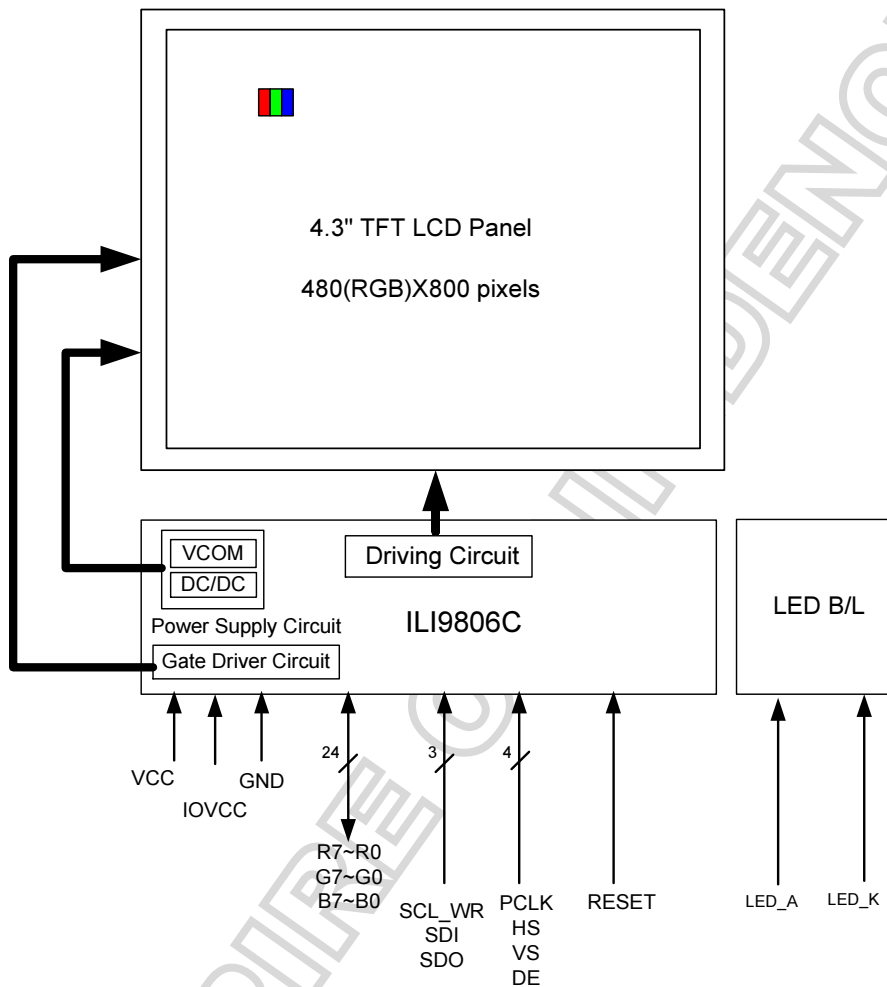 4.3" TFT LCD Panel
480(RGB)X800 pixels
VCOM
DC/DC
Power Supply Circuit
Gate Driver Circuit
Driving Circuit
ILI9806C
LED B/L
VCC
IOVCC
GND
24
R7~R0
G7~G0
B7~B0
3
SCL_WR
SDI
SDO
4
PCLK
HS
VS
DE
RESET
LED_A
LED_K